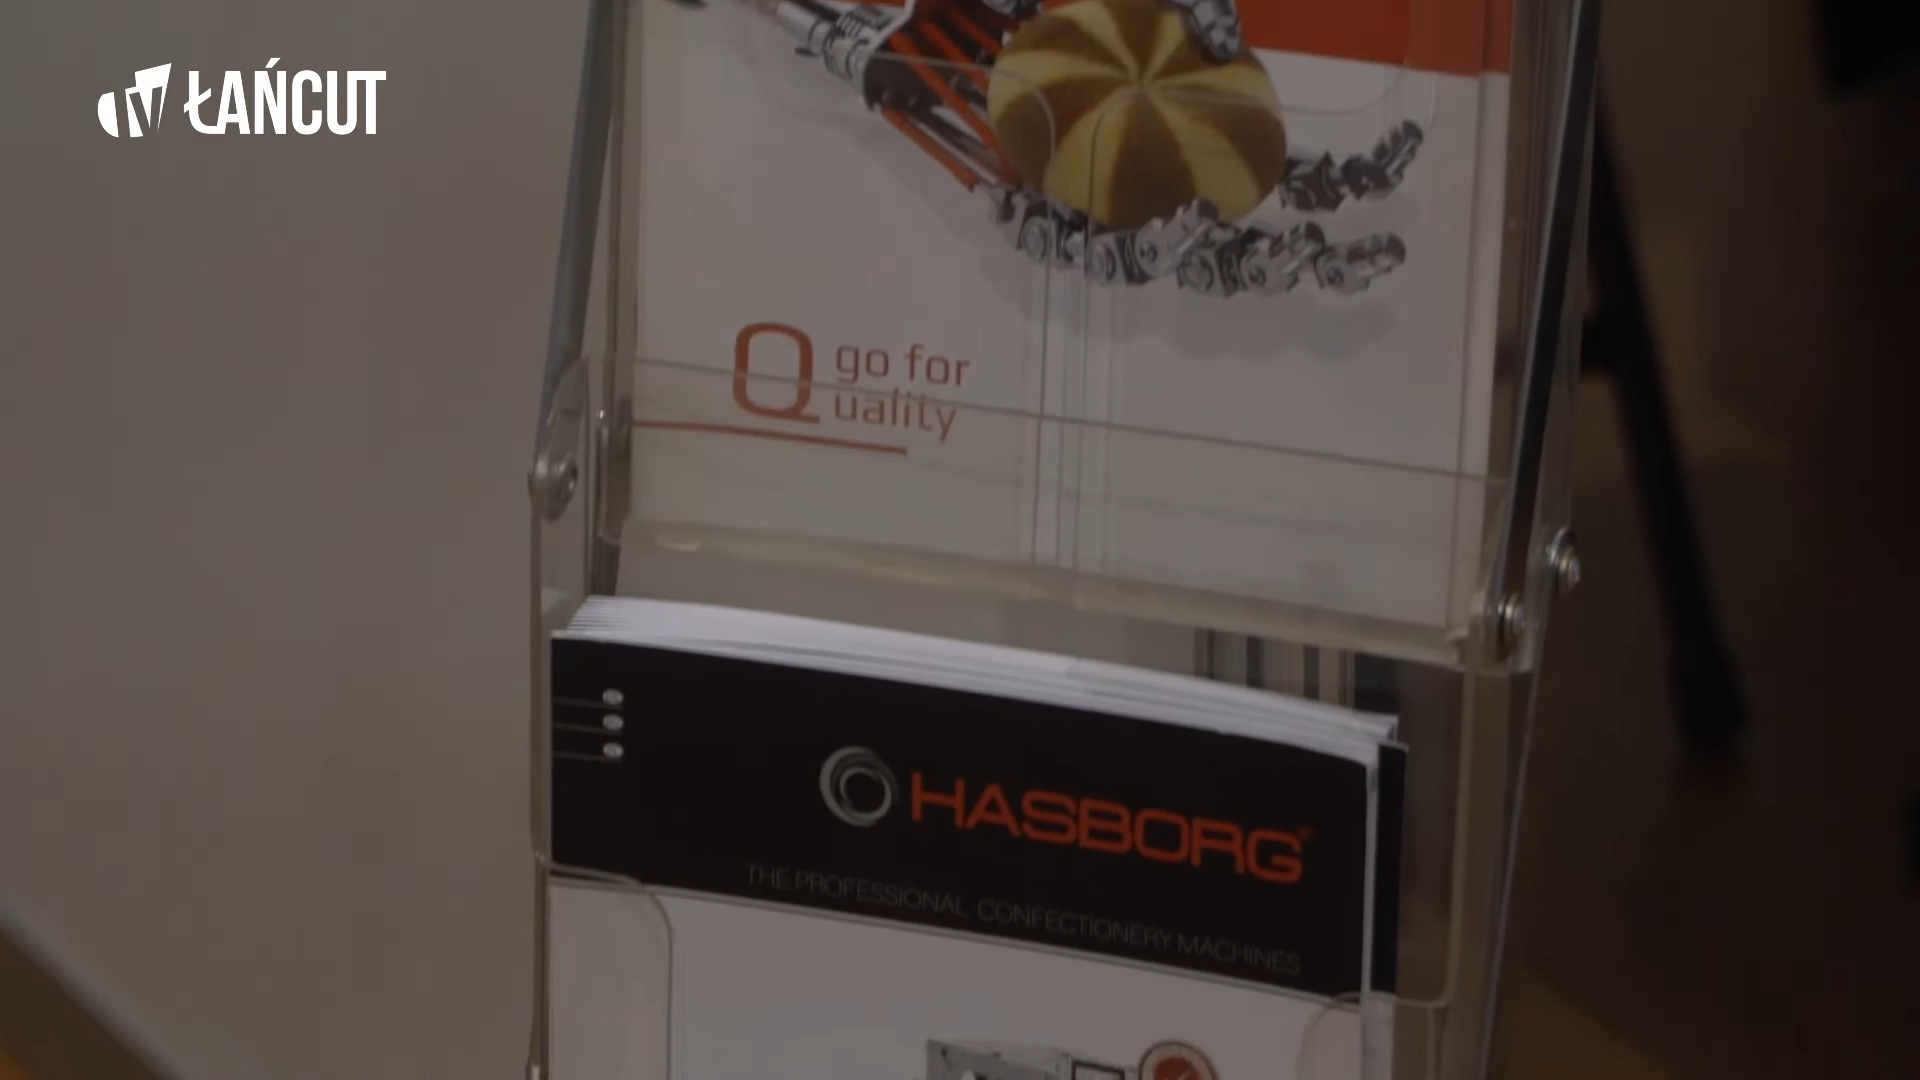 ŁAŃCUT
Q go for
uality
HASBORG
THE PROFESSIONAL CONFECTIONERY MACHINES